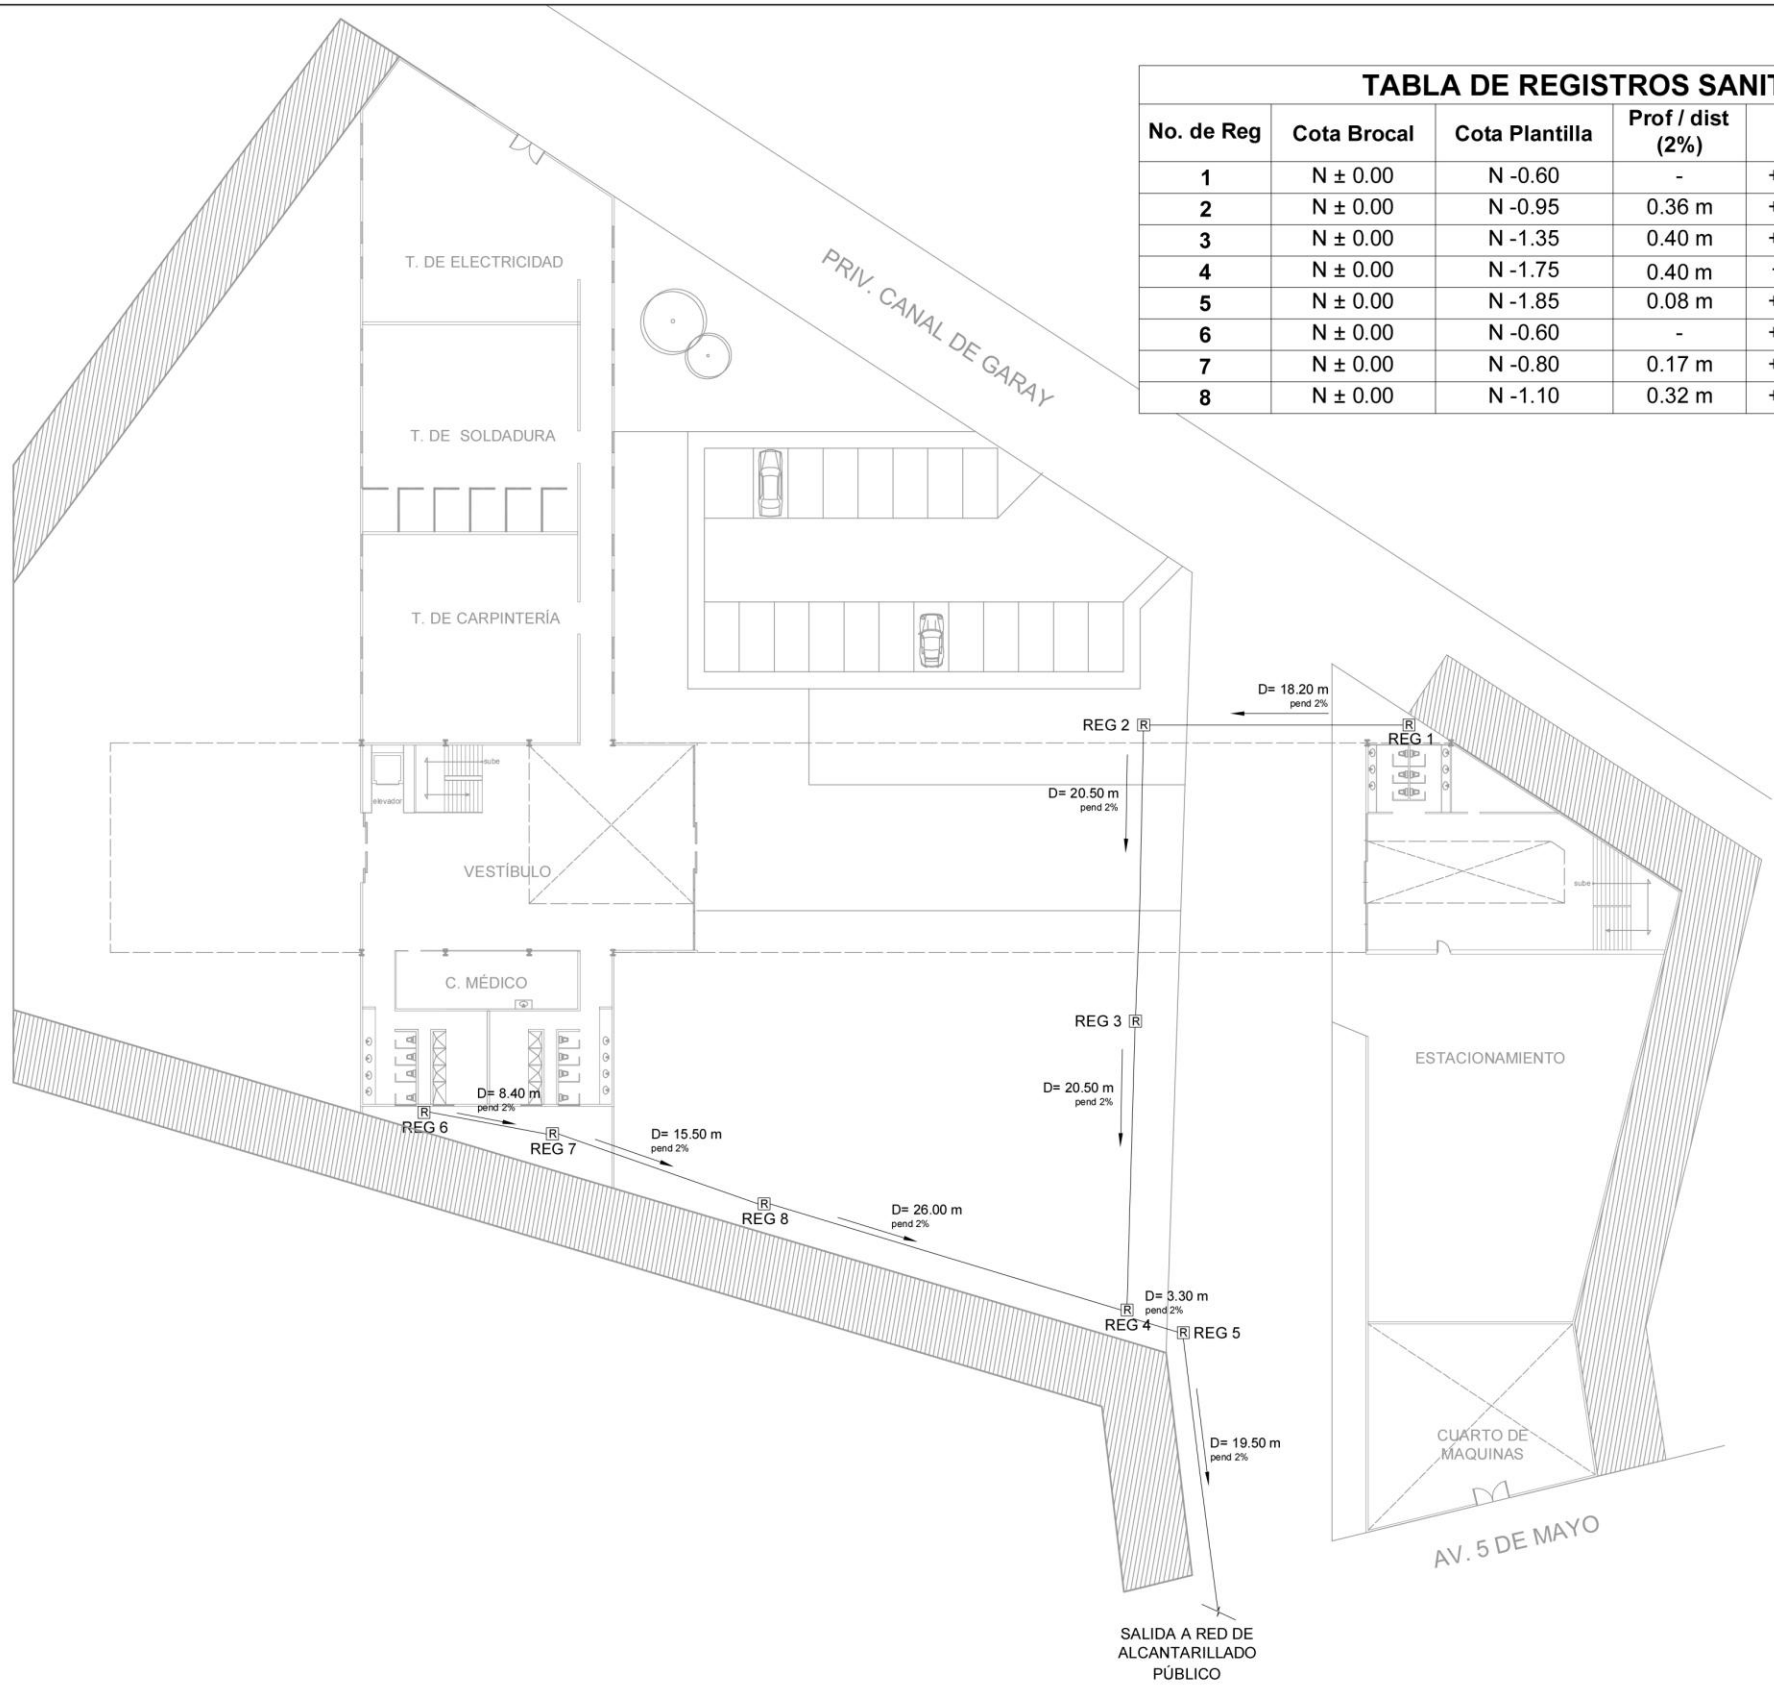 TABLA DE REGISTROS SANIT
No. de Reg Cota Brocal Cota Plantilla Prof / dist (2%)
1 N ± 0.00 N -0.60 -
2 N ± 0.00 N -0.95 0.36 m
3 N ± 0.00 N -1.35 0.40 m
4 N ± 0.00 N -1.75 0.40 m
5 N ± 0.00 N -1.85 0.08 m
6 N ± 0.00 N -0.60 -
7 N ± 0.00 N -0.80 0.17 m
8 N ± 0.00 N -1.10 0.32 m
T. DE ELECTRICIDAD
PRIV. CANAL DE GARAY
T. DE SOLDADURA
T. DE CARPINTERÍA
D= 18.20 m
pend 2%
REG 2 R
R
REG 1
sube
elevador
D= 20.50 m
pend 2%
VESTÍBULO
sube
C. MÉDICO
REG 3 R
ESTACIONAMIENTO
D= 20.50 m
pend 2%
D= 8.40 m
pend 2%
R
REG 6
R
REG 7
D= 15.50 m
pend 2%
R
REG 8
D= 26.00 m
pend 2%
D= 3.30 m
pend 2%
R
REG 4
R REG 5
D= 19.50 m
pend 2%
CUARTO DE
MAQUINAS
AV. 5 DE MAYO
SALIDA A RED DE
ALCANTARILLADO
PÚBLICO